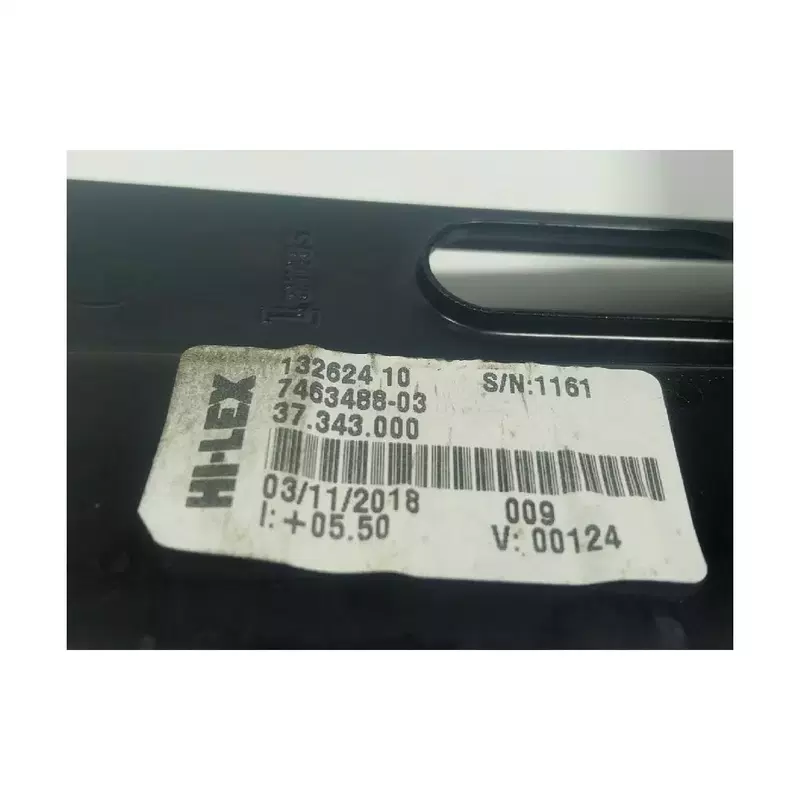 HI-LEX
132624 10
S/N:1161
7463488-03
37.343.000
03/11/2018
009
I: +05.50
V: 00124